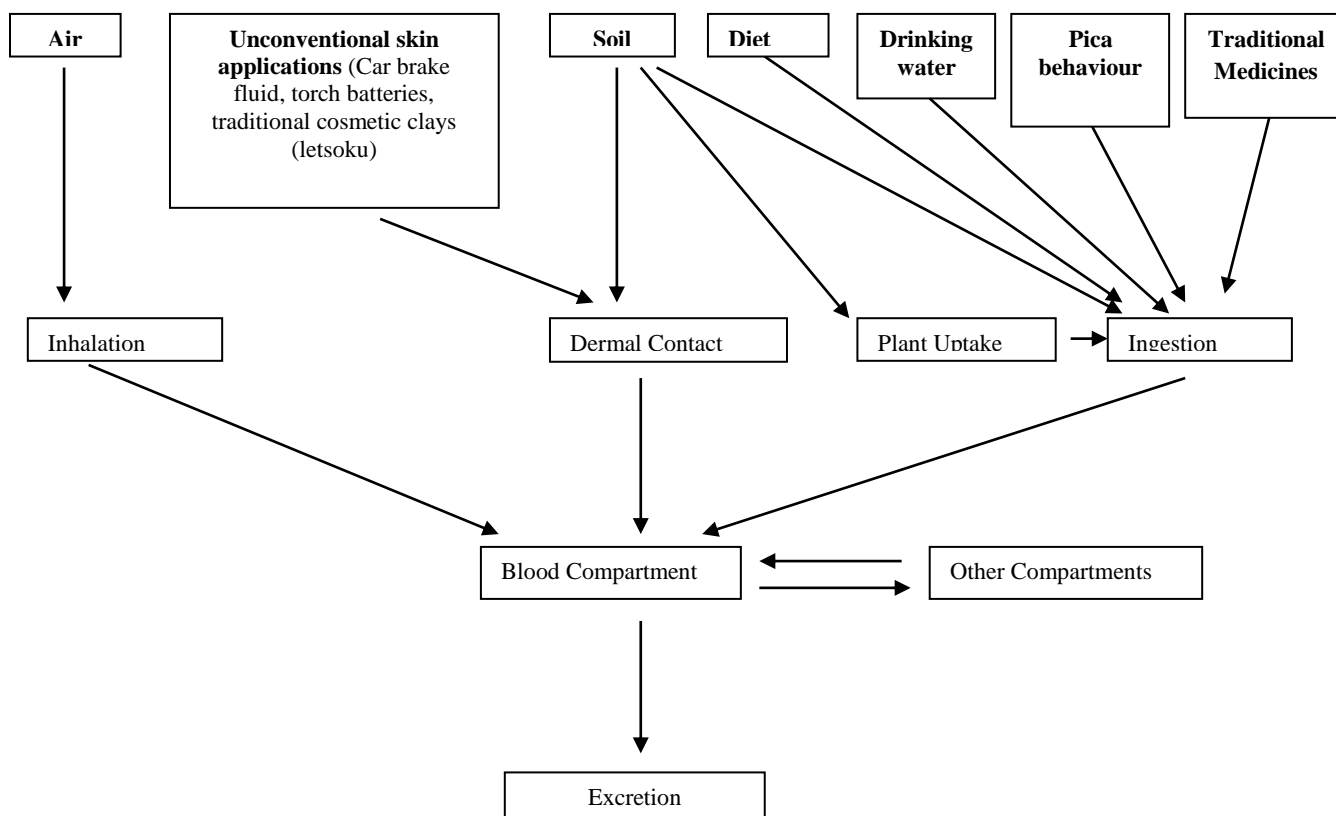 Air
Unconventional skin
applications (Car brake
fluid, torch batteries,
traditional cosmetic clays
(letsoku)
Soil
Diet
Drinking
water
Pica
behaviour
Traditional
Medicines
Inhalation
Dermal Contact
Plant Uptake
Ingestion
Blood Compartment
Other Compartments
Excretion